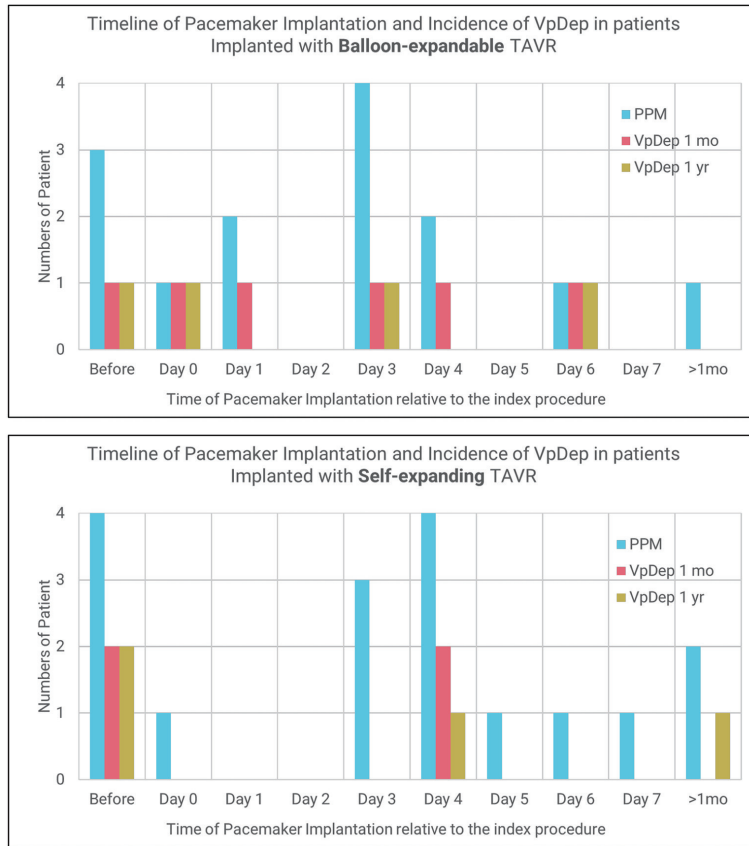 Timeline of Pacemaker Implantation and Incidence of VpDep in patients
Implanted with Balloon-expandable TAVR
4
3
2
1
0
Numbers of Patient
PPM
VpDep 1 mo
VpDep 1 yr
Before Day 0 Day 1 Day 2 Day 3 Day 4 Day 5 Day 6 Day 7 >1mo
Time of Pacemaker Implantation relative to the index procedure
Timeline of Pacemaker Implantation and Incidence of VpDep in patients
Implanted with Self-expanding TAVR
4
3
2
1
0
Numbers of Patient
PPM
VpDep 1 mo
VpDep 1 yr
Before Day 0 Day 1 Day 2 Day 3 Day 4 Day 5 Day 6 Day 7 >1mo
Time of Pacemaker Implantation relative to the index procedure